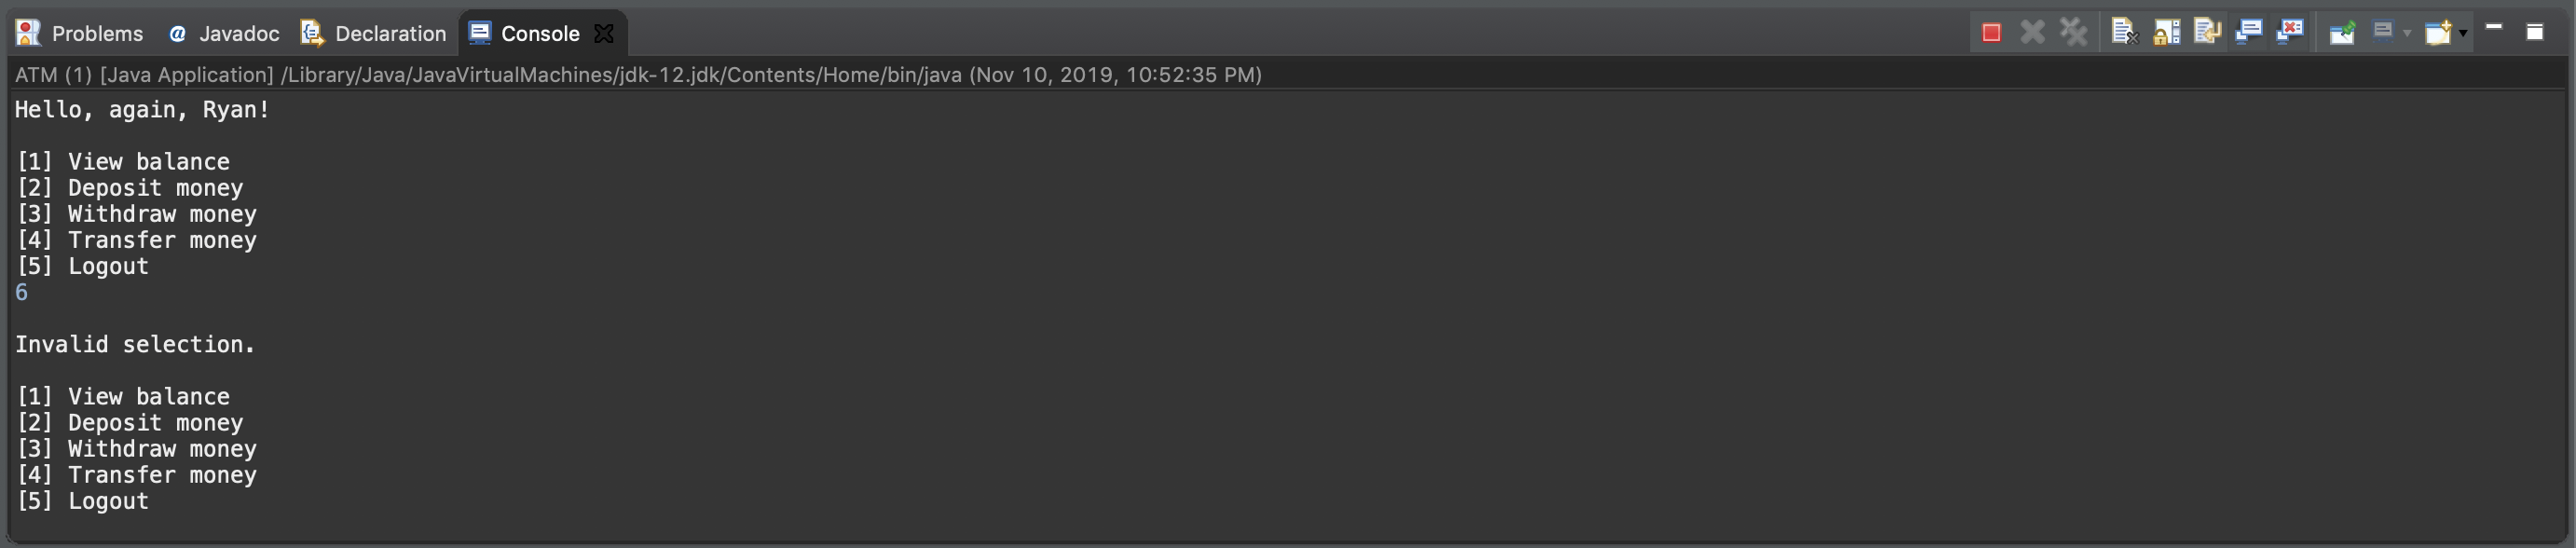 Problems Javadoc Declaration Console
ATM (1) [Java Application] /Library/Java/JavaVirtualMachines/jdk-12.jdk/Contents/Home/bin/java (Nov 10, 2019, 10:52:35 PM)
Hello, again, Ryan!
[1] View balance
[2] Deposit money
[3] Withdraw money
[4] Transfer money
[5] Logout
6
Invalid selection.
[1] View balance
[2] Deposit money
[3] Withdraw money
[4] Transfer money
[5] Logout